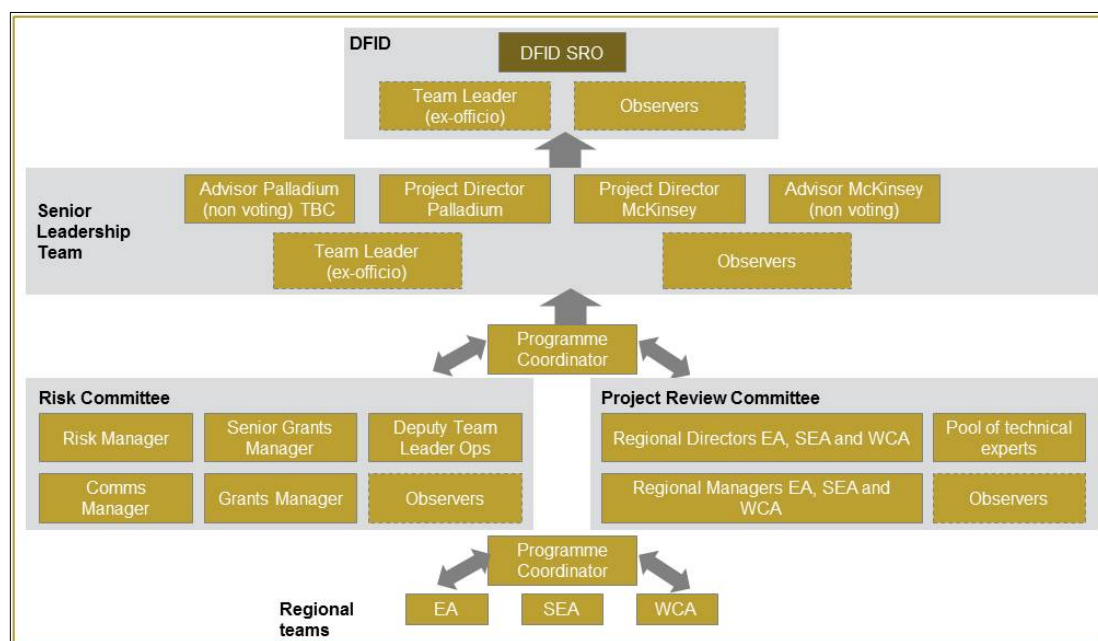 DFID
DFID SRO
Team Leader
(ex-officio)
Observers
Senior
Leadership
Team
Advisor Palladium
(non voting) TBC
Project Director
Palladium
Project Director
McKinsey
Advisor McKinsey
(non voting)
Team Leader
(ex-officio)
Observers
Programme
Coordinator
Risk Committee
Risk Manager
Senior Grants
Manager
Deputy Team
Leader Ops
Comms
Manager
Grants Manager
Observers
Project Review Committee
Regional Directors EA, SEA and WCA
Pool of technical
experts
Regional Managers EA, SEA and
WCA
Observers
Programme
Coordinator
Regional
teams
EA
SEA
WCA